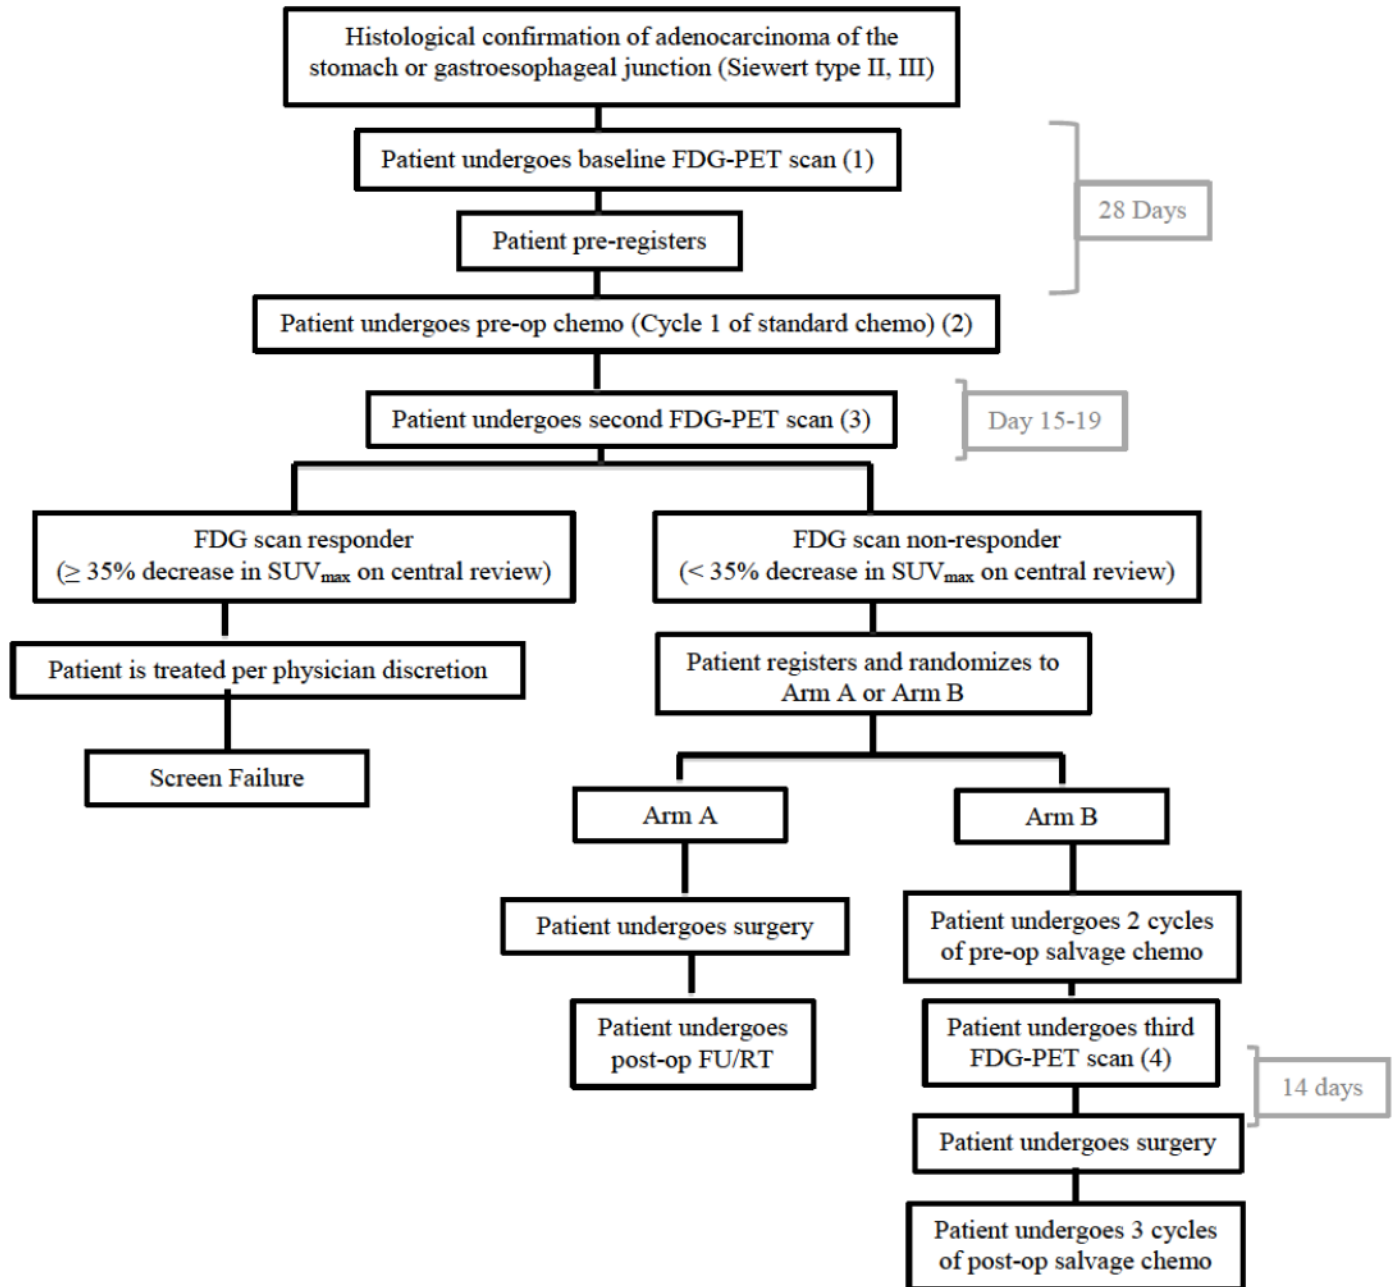 Histological confirmation of adenocarcinoma of the
stomach or gastroesophageal junction (Siewert type II, III)
Patient undergoes baseline FDG-PET scan (1)
28 Days
Patient pre-registers
Patient undergoes pre-op chemo (Cycle 1 of standard chemo) (2)
Patient undergoes second FDG-PET scan (3)
Day 15-19
FDG scan responder
(≥ 35% decrease in SUVmax on central review)
FDG scan non-responder
(< 35% decrease in SUVmax on central review)
Patient is treated per physician discretion
Screen Failure
Patient registers and randomizes to
Arm A or Arm B
Arm A
Patient undergoes surgery
Patient undergoes
post-op FU/RT
Arm B
Patient undergoes 2 cycles
of pre-op salvage chemo
Patient undergoes third
FDG-PET scan (4)
14 days
Patient undergoes surgery
Patient undergoes 3 cycles
of post-op salvage chemo